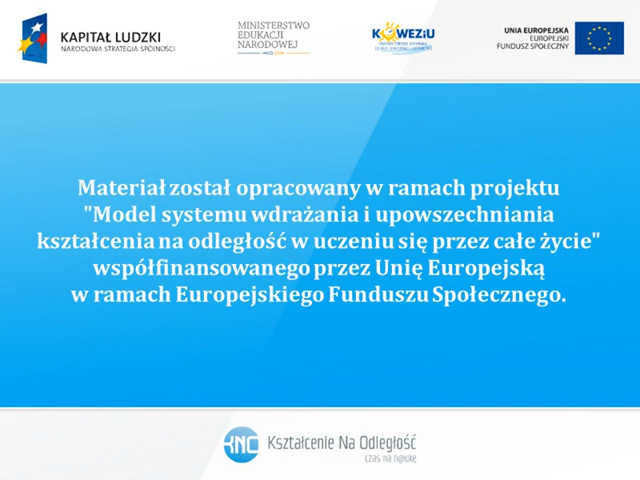 KAPITAŁ LUDZKI
NARODOWA STRATEGIA SPÓJNOŚCI
MINISTERSTWO
EDUKACJI
NARODOWEJ
KOWEZiU
UNIA EUROPEJSKA
EUROPEJSKI
FUNDUSZ SPOŁECZNY
Materiał został opracowany w ramach projektu
"Model systemu wdrażania i upowszechniania
kształcenia na odległość w uczeniu się przez całe życie"
współfinansowanego przez Unię Europejską
w ramach Europejskiego Funduszu Społecznego.
KNO Kształcenie Na Odległość
czas na naukę